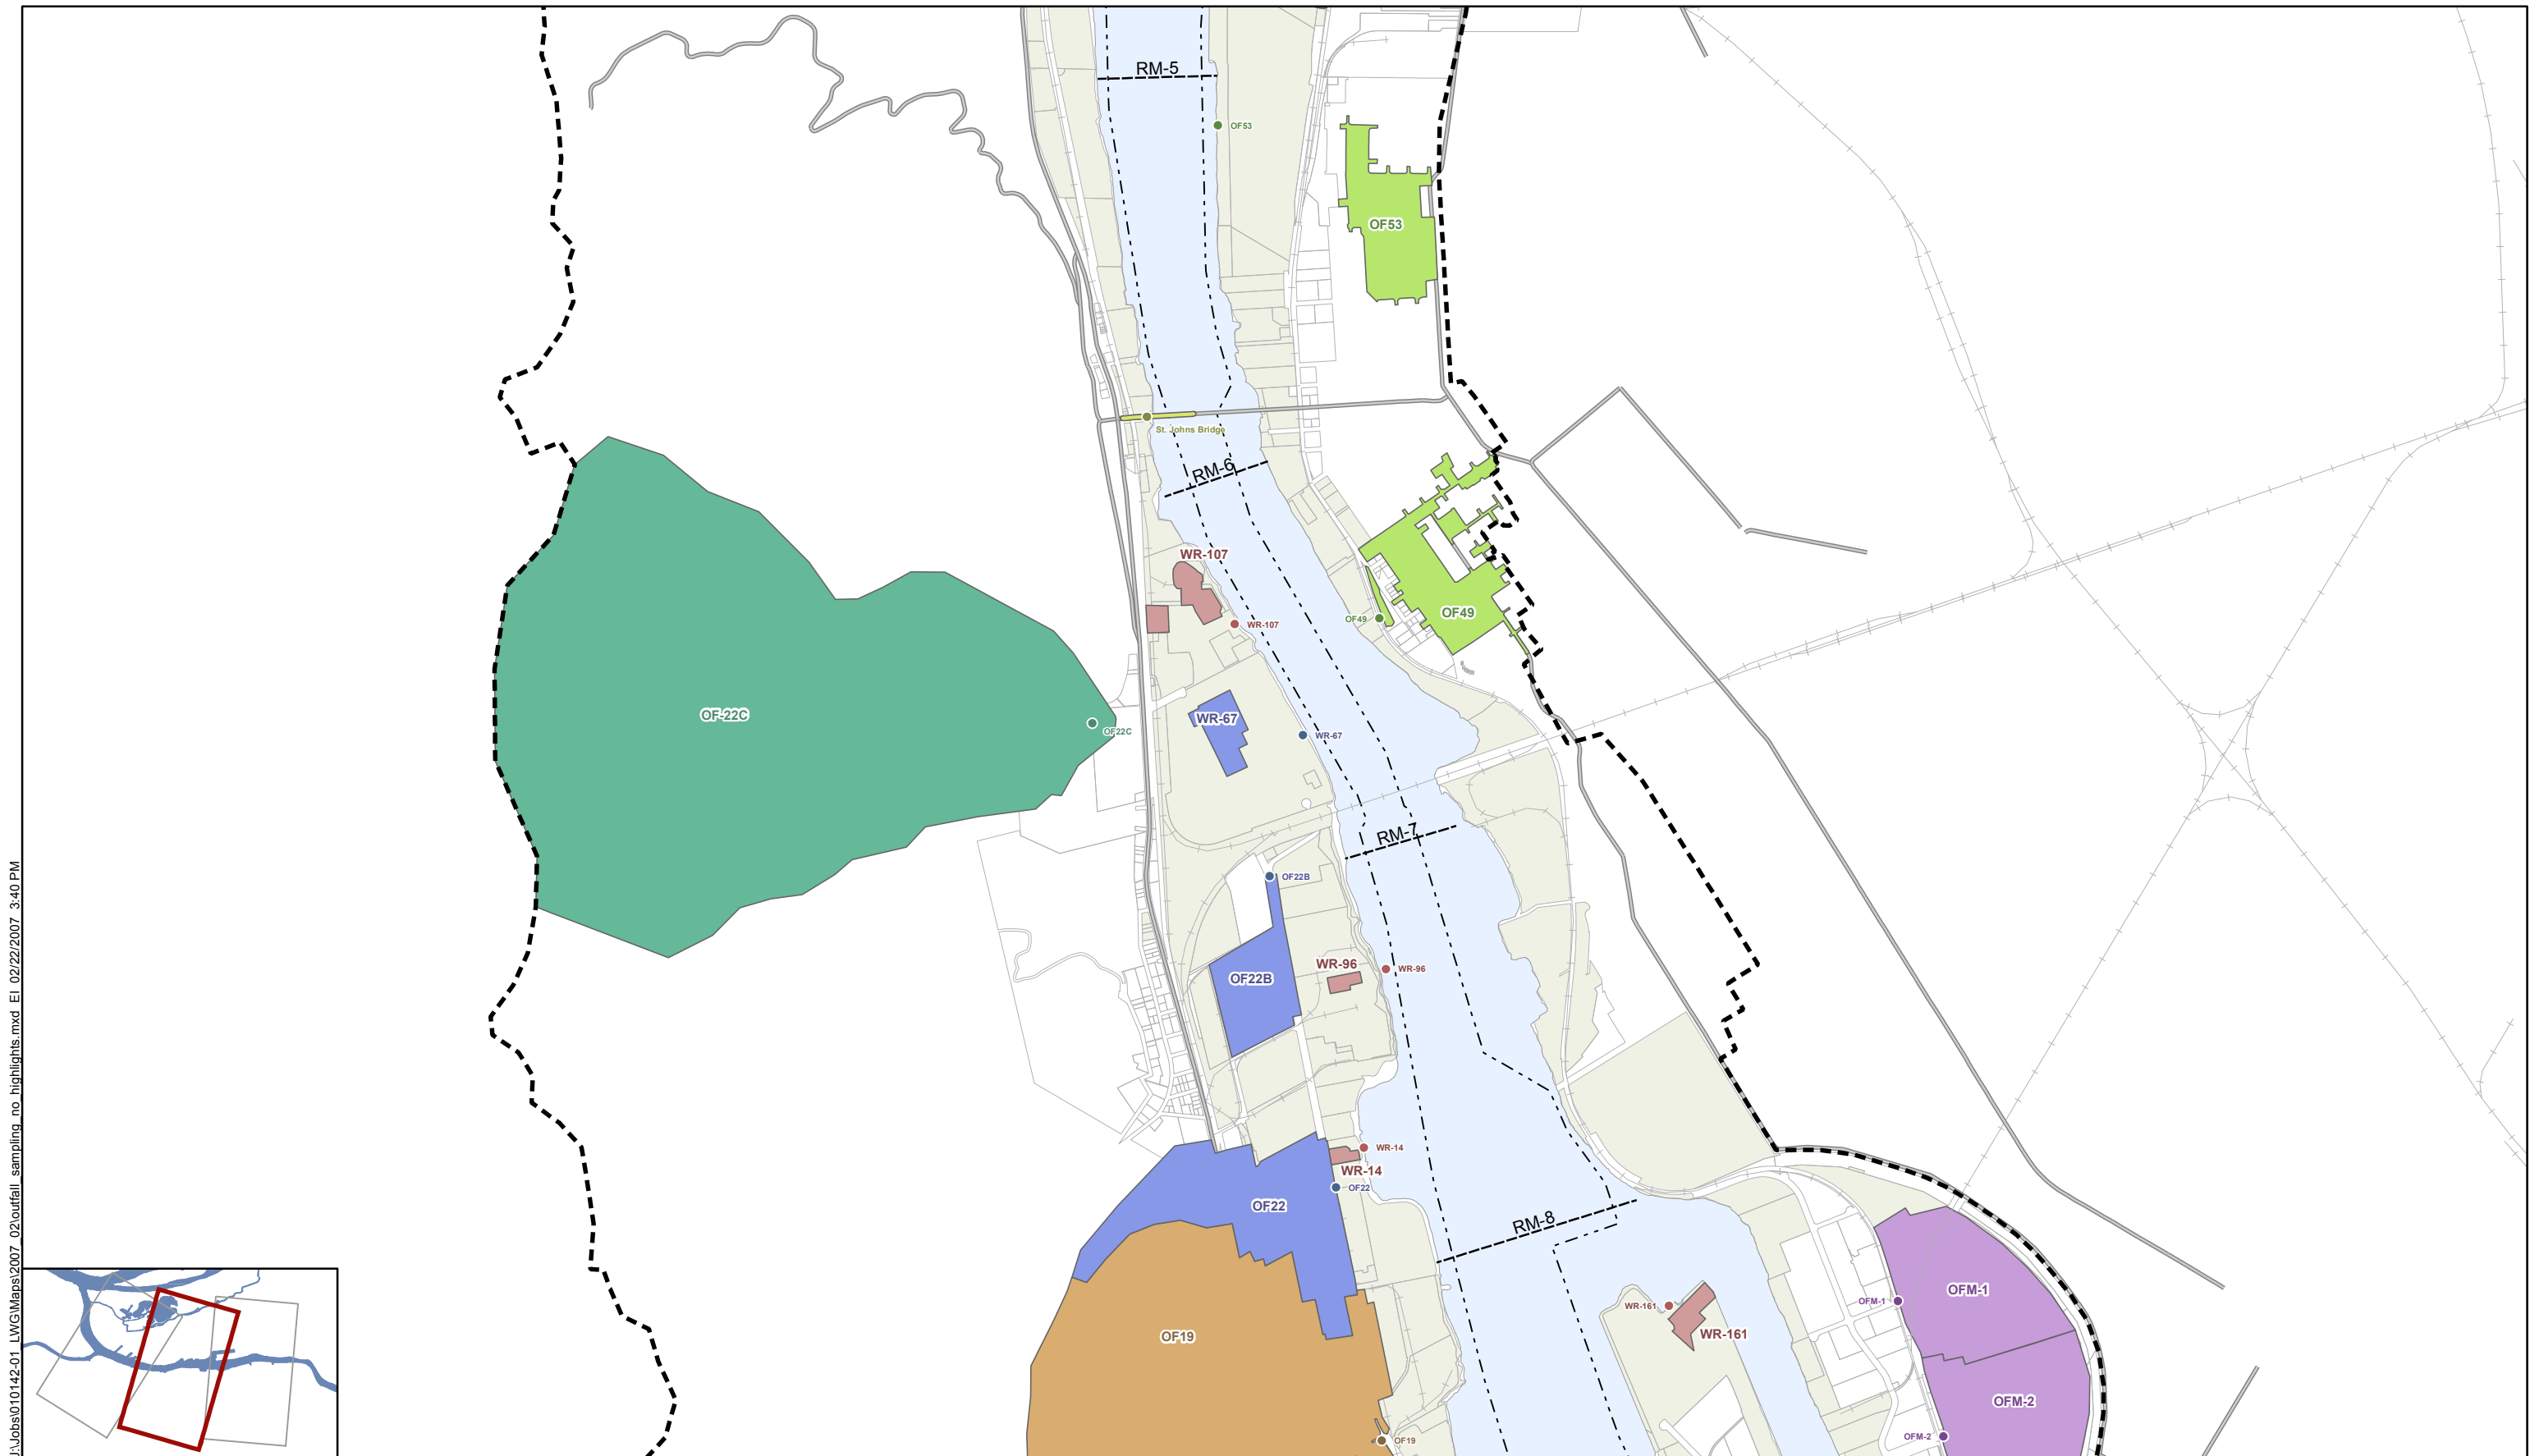 RM-5
OF53
OF53
St. Johns Bridge
RM-6
WR-107
OF49
OF49
WR-107
OF-22C
WR-67
OF22C
WR-67
RM-7
OF22B
WR-96
WR-96
OF22B
WR-14
WR-14
OF22
OF22
RM-8
OFM-1
OFM-1
WR-161
WR-161
OF19
OFM-2
OFM-2
OF19
J:\Jobs\010142-01_LWG\Maps\2007_02\outfall_sampling_no_highlights.mxd EI 02/22/2007 3:40 PM